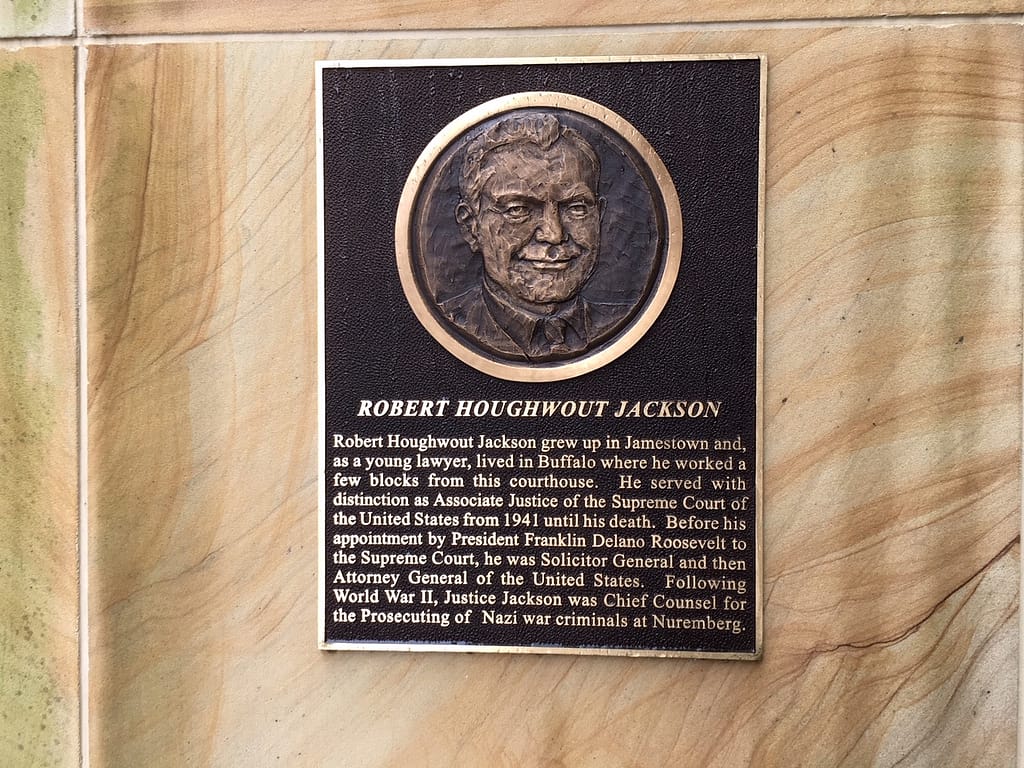 ROBERT HOUGHWOUT JACKSON
Robert Houghwout Jackson grew up in Jamestown and,
as a young lawyer, lived in Buffalo where he worked a
few blocks from this courthouse. He served with
distinction as Associate Justice of the Supreme Court of
the United States from 1941 until his death. Before his
appointment by President Franklin Delano Roosevelt to
the Supreme Court, he was Solicitor General and then
Attorney General of the United States. Following
World War II, Justice Jackson was Chief Counsel for
the Prosecuting of Nazi war criminals at Nuremberg.